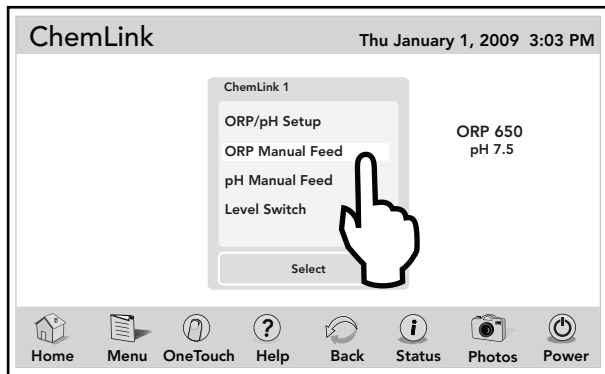 ChemLink
Thu January 1, 2009 3:03 PM
ChemLink 1
ORP/pH Setup
ORP Manual Feed
pH Manual Feed
Level Switch
Select
ORP 650
pH 7.5
Home Menu OneTouch Help Back Status Photos Power